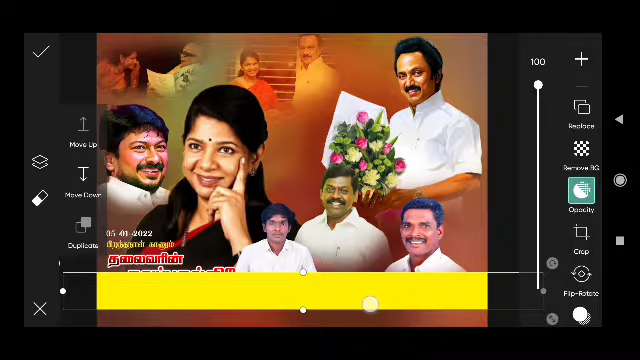 100
Replace
Move Up
Remove BG
Move Down
Opacity
Duplicate
Crop
Flip-Rotate
05-01-2022
பிறந்தநாள் காணும்
தலைவரின்